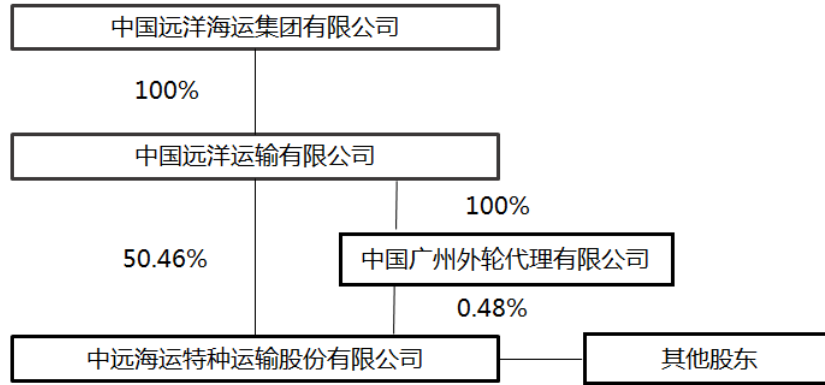 中国远洋海运集团有限公司
100%
中国远洋运输有限公司
100%
50.46%
中国广州外轮代理有限公司
0.48%
中远海运特种运输股份有限公司
其他股东